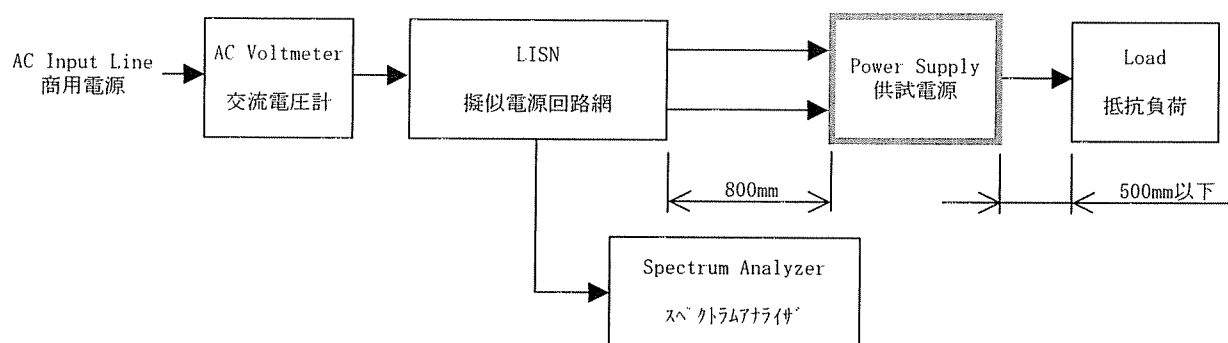 AC Input Line
商用電源
AC Voltmeter
交流電圧計
LISN
擬似電源回路網
Power Supply
供試電源
Load
抵抗負荷
800mm
500mm以下
Spectrum Analyzer
ｽﾍﾟｸﾄﾗﾑｱﾅﾗｲｻﾞ